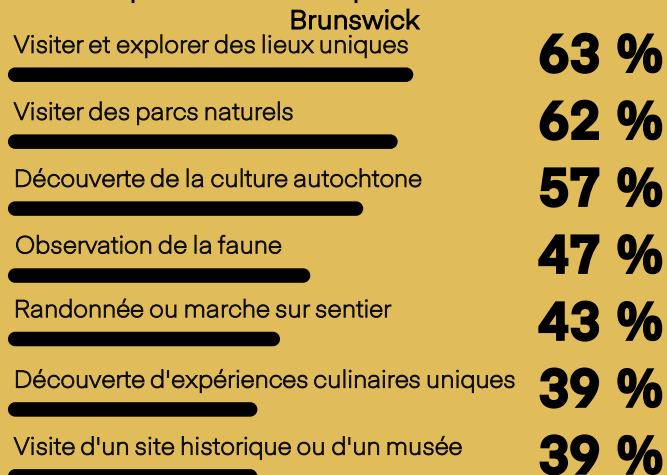 Brunswick
Visiter et explorer des lieux uniques
63 %
Visiter des parcs naturels
62 %
Découverte de la culture autochtone
57 %
Observation de la faune
47 %
Randonnée ou marche sur sentier
43 %
Découverte d'expériences culinaires uniques
39 %
Visite d'un site historique ou d'un musée
39 %